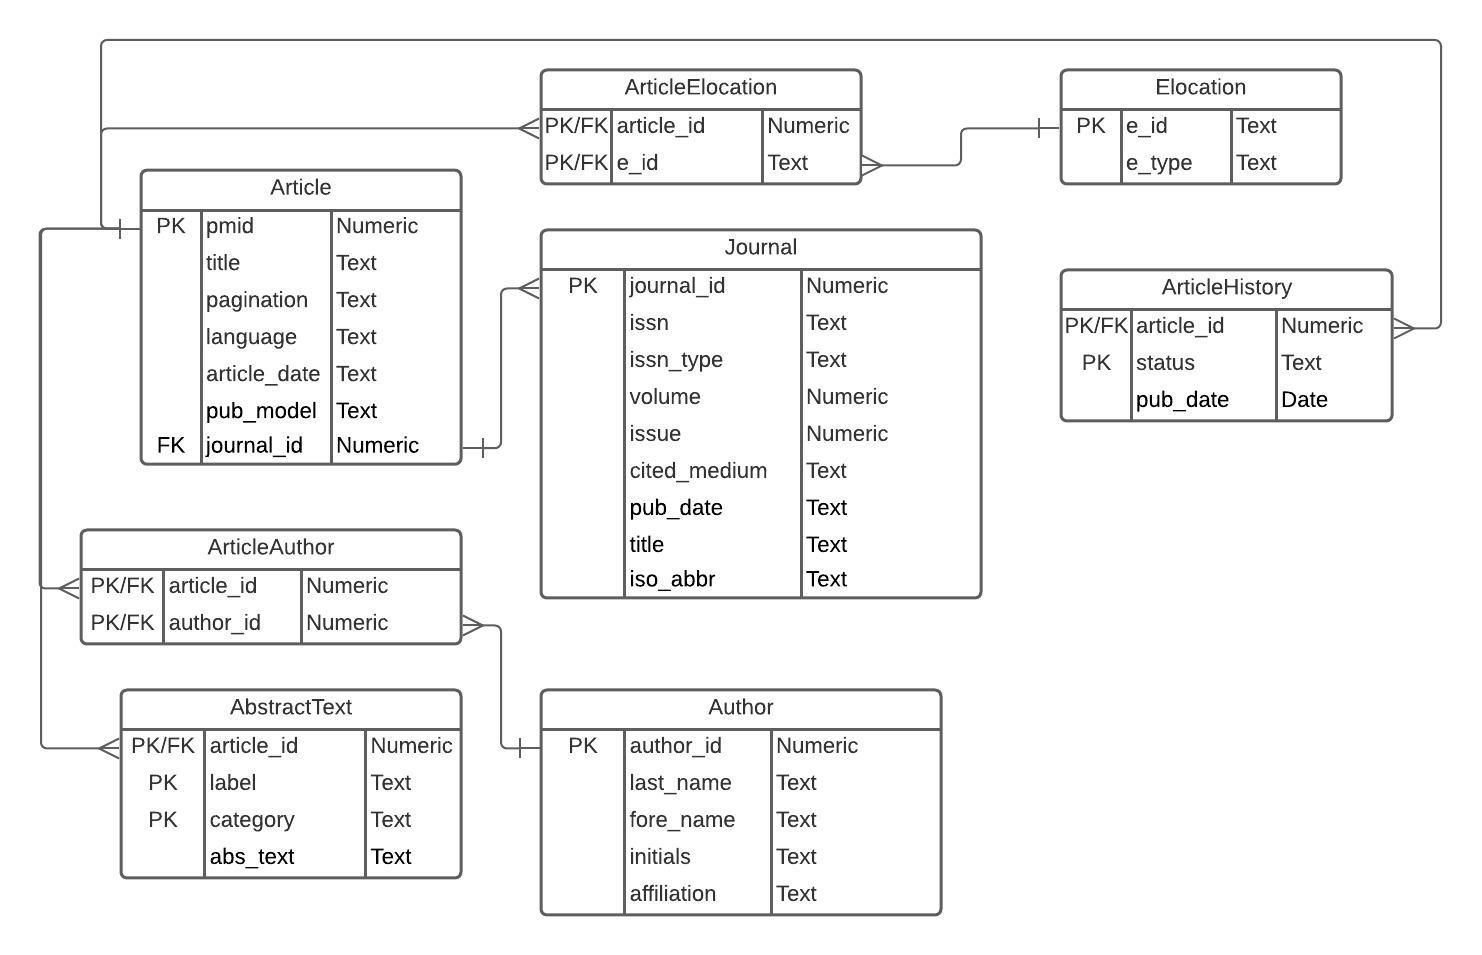 ArticleElocation
PK/FK article_id Numeric
PK/FK e_id Text
Elocation
PK e_id Text
e_type Text
Article
PK pmid Numeric
title Text
pagination Text
language Text
article_date Text
pub_model Text
FK journal_id Numeric
Journal
PK journal_id Numeric
issn Text
issn_type Text
volume Numeric
issue Numeric
cited_medium Text
pub_date Text
title Text
iso_abbr Text
ArticleHistory
PK/FK article_id Numeric
PK status Text
pub_date Date
ArticleAuthor
PK/FK article_id Numeric
PK/FK author_id Numeric
AbstractText
PK/FK article_id Numeric
PK label Text
PK category Text
abs_text Text
Author
PK author_id Numeric
last_name Text
fore_name Text
initials Text
affiliation Text